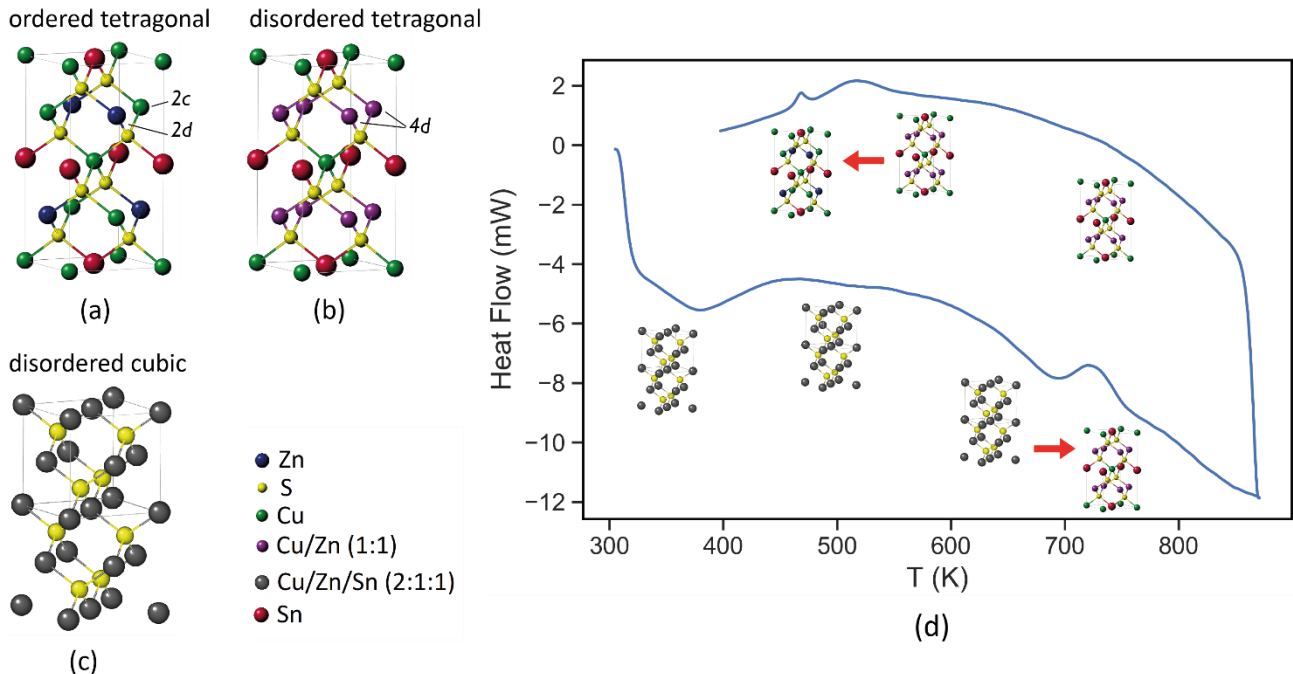 ordered tetragonal
2c
2d
(a)
disordered tetragonal
4d
(b)
disordered cubic
(c)
Zn
S
Cu
Cu/Zn (1:1)
Cu/Zn/Sn (2:1:1)
Sn
Heat Flow (mW)
2
0
−2
−4
−6
−8
−10
−12
300
400
500
600
700
800
T (K)
(d)